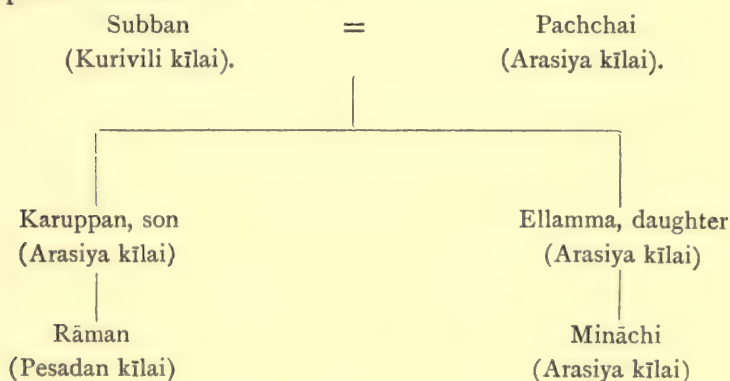 Subban = Pachchai
(Kurivili kīlai). (Arasiya kīlai).
Karuppan, son Ellamma, daughter
(Arasiya kīlai) (Arasiya kīlai)
Rāman Mināchi
(Pesadan kīlai) (Arasiya kīlai)